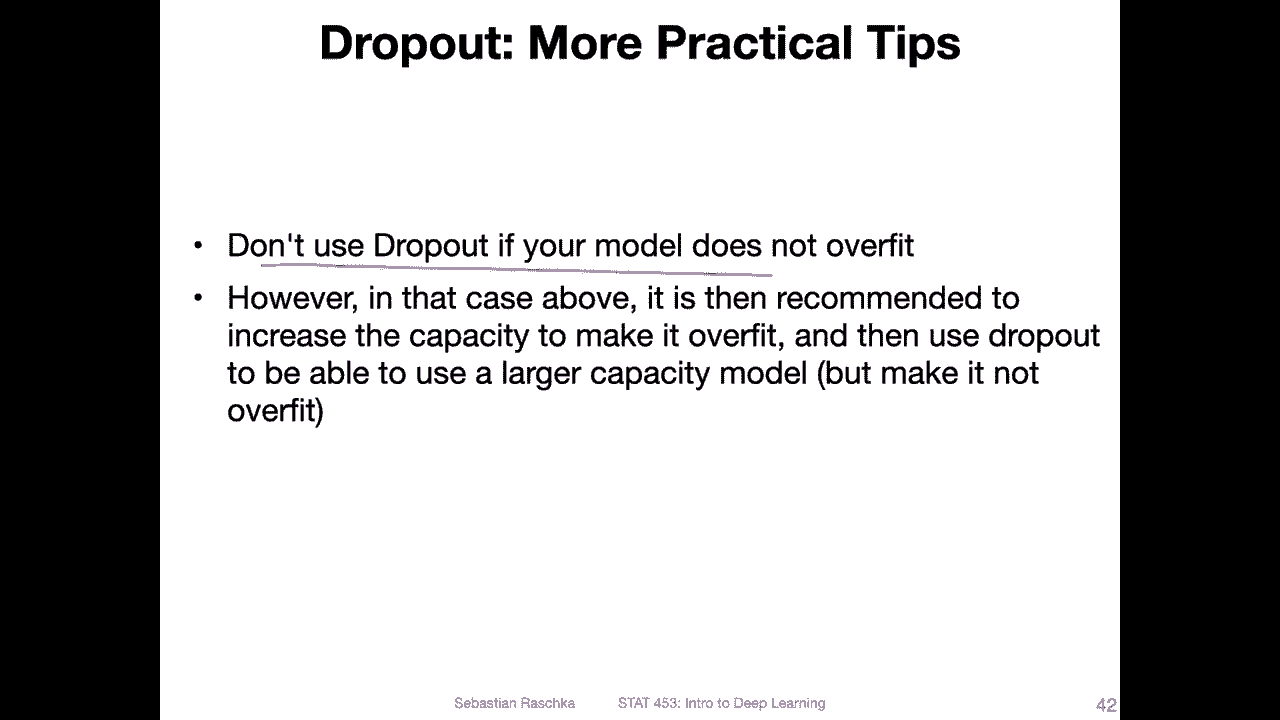 Dropout: More Practical Tips
• Don't use Dropout if your model does not overfit
• However, in that case above, it is then recommended to
increase the capacity to make it overfit, and then use dropout
to be able to use a larger capacity model (but make it not
overfit)
Sebastian Raschka STAT 453: Intro to Deep Learning 42